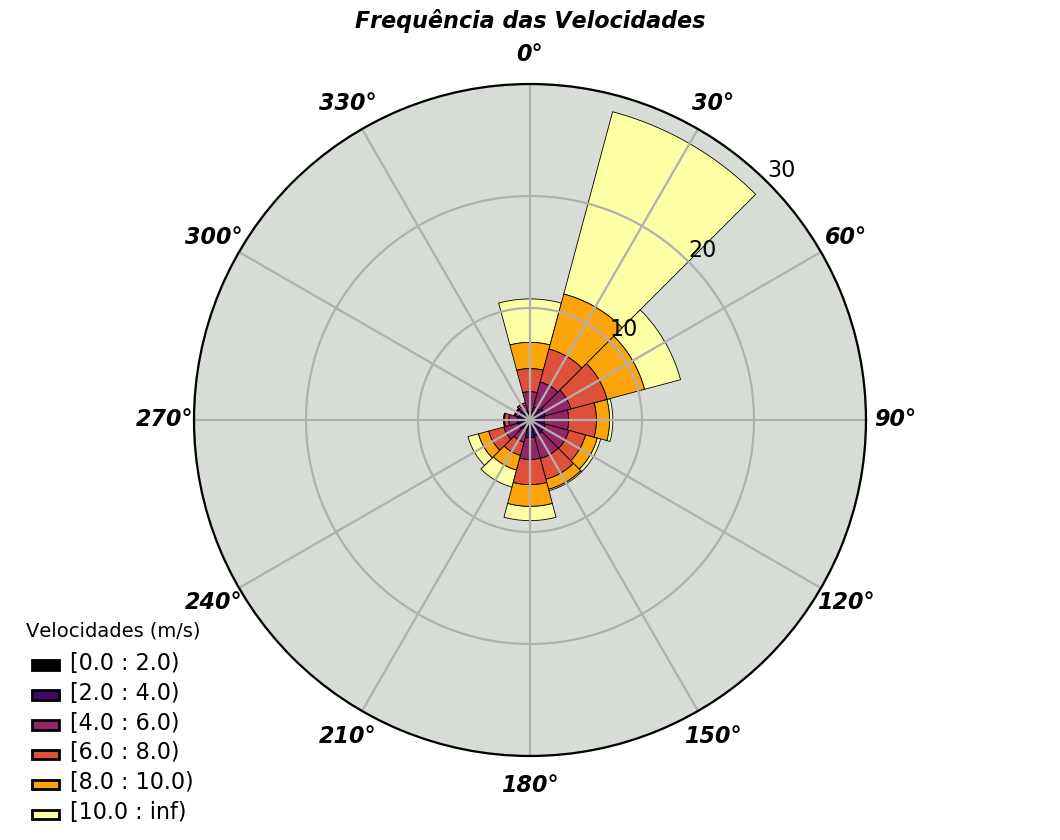 Frequência das Velocidades
0°
330°
30°
30
300°
60°
20
10
270°
90°
240°
120°
Velocidades (m/s)
[0.0 : 2.0)
[2.0 : 4.0)
[4.0 : 6.0)
210°
150°
[6.0 : 8.0)
180°
[8.0 : 10.0)
[10.0 : inf)